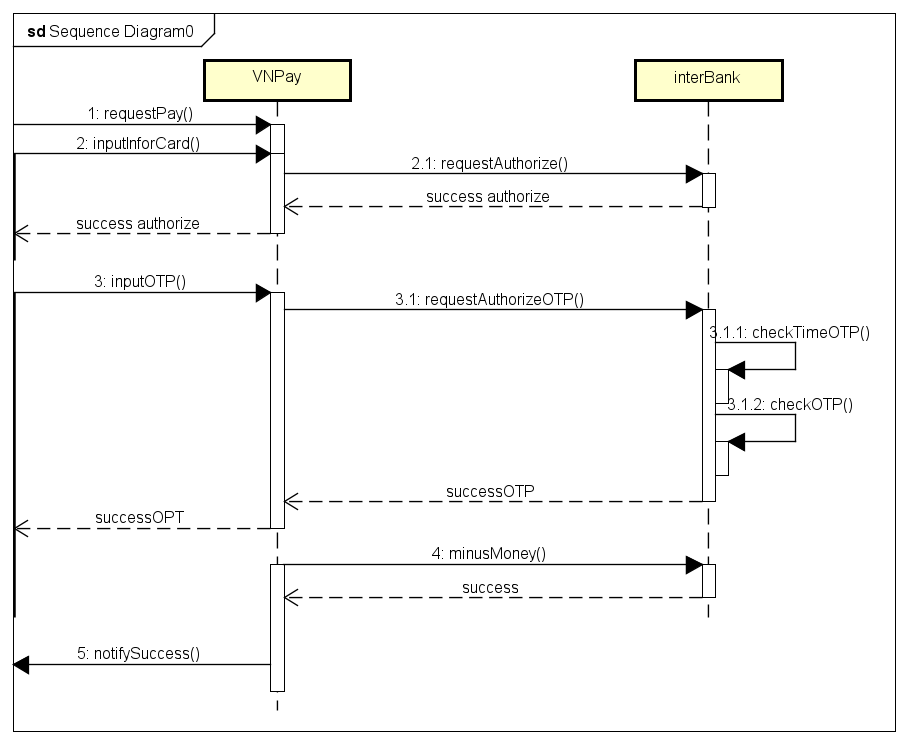 sd Sequence Diagram0
VNPay
interBank
1: requestPay()
2: inputInforCard()
2.1: requestAuthorize()
success authorize
success authorize
3: inputOTP()
3.1: requestAuthorizeOTP()
3.1.1: checkTimeOTP()
3.1.2: checkOTP()
successOTP
successOPT
4: minusMoney()
success
5: notifySuccess()